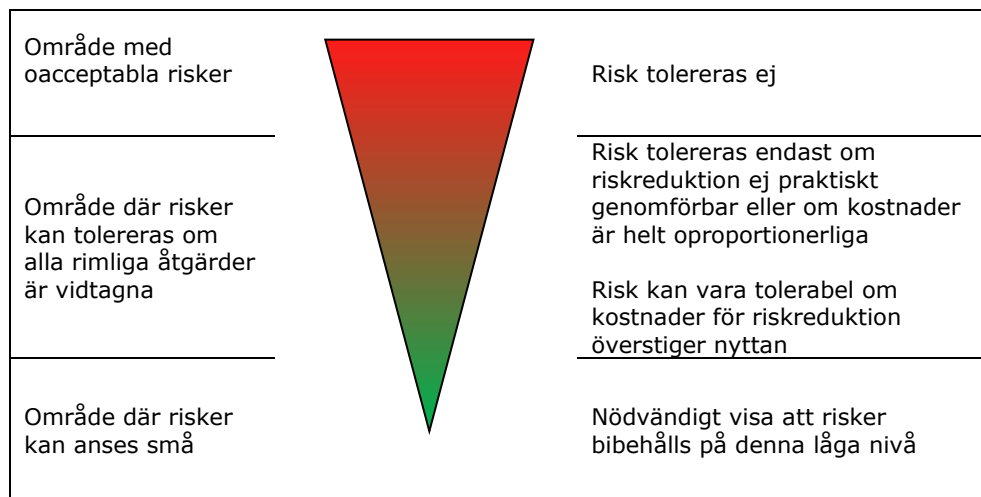 Område med
oacceptabla risker
Risk tolereras ej
Område där risker
kan tolereras om
alla rimliga åtgärder
är vidtagna
Risk tolereras endast om
riskreduktion ej praktiskt
genomförbar eller om kostnader
är helt oproportionerliga
Risk kan vara tolerabel om
kostnader för riskreduktion
överstiger nyttan
Område där risker
kan anses små
Nödvändigt visa att risker
bibehålls på denna låga nivå